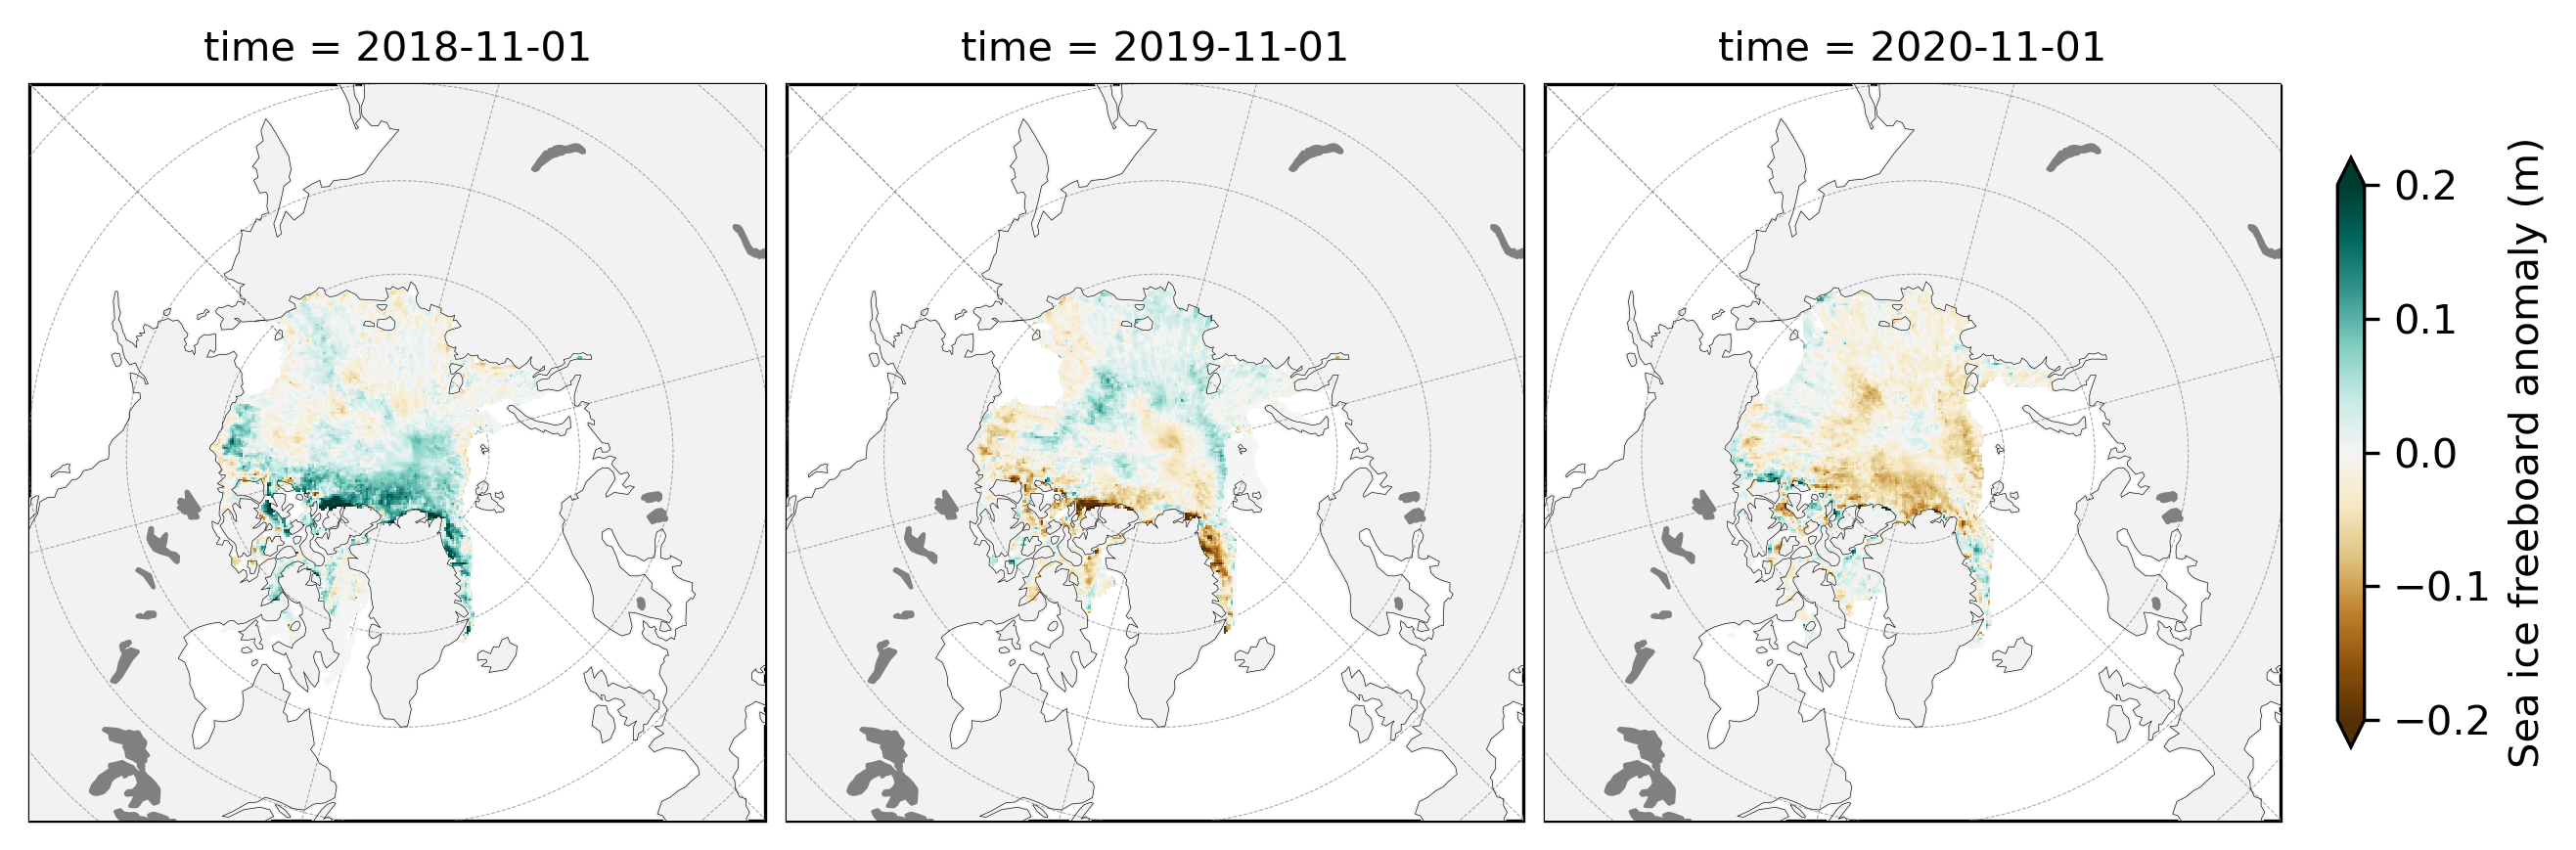 time = 2018-11-01
time = 2019-11-01
time = 2020-11-01
0.2
0.1
0.0
−0.1
−0.2
Sea ice freeboard anomaly (m)